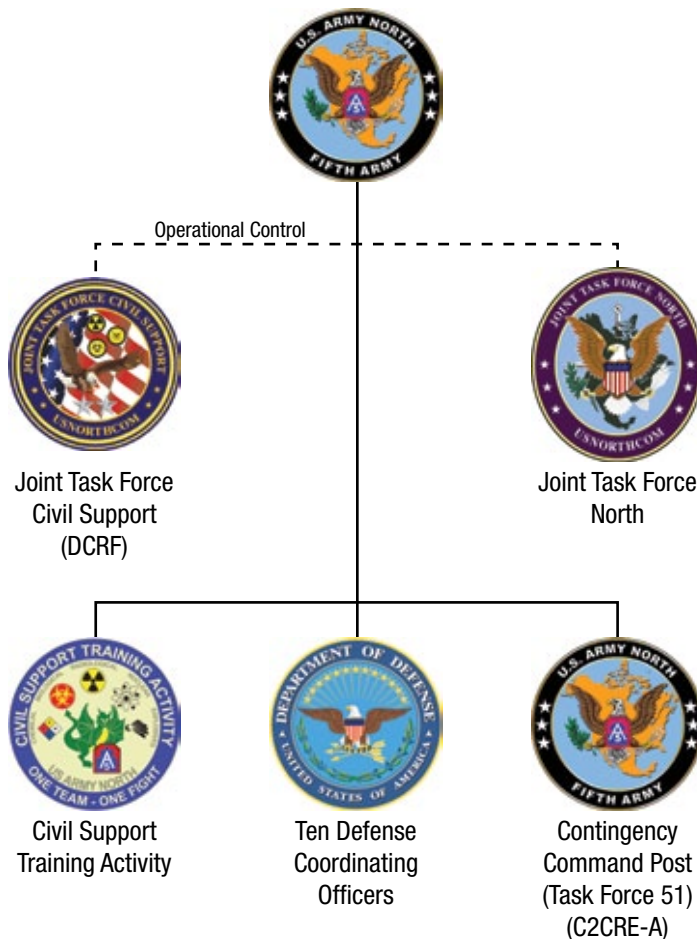 U.S. ARMY NORTH
FIFTH ARMY
Operational Control
JOINT TASK FORCE CIVIL SUPPORT
USNORTHCOM
JOINT TASK FORCE NORTH
USNORTHCOM
Joint Task Force
Civil Support
(DCRF)
Joint Task Force
North
CIVIL SUPPORT TRAINING ACTIVITY
US ARMY NORTH
ONE TEAM - ONE FIGHT
DEPARTMENT OF DEFENSE
UNITED STATES OF AMERICA
U.S. ARMY NORTH
FIFTH ARMY
Civil Support
Training Activity
Ten Defense
Coordinating
Officers
Contingency
Command Post
(Task Force 51)
(C2CRE-A)